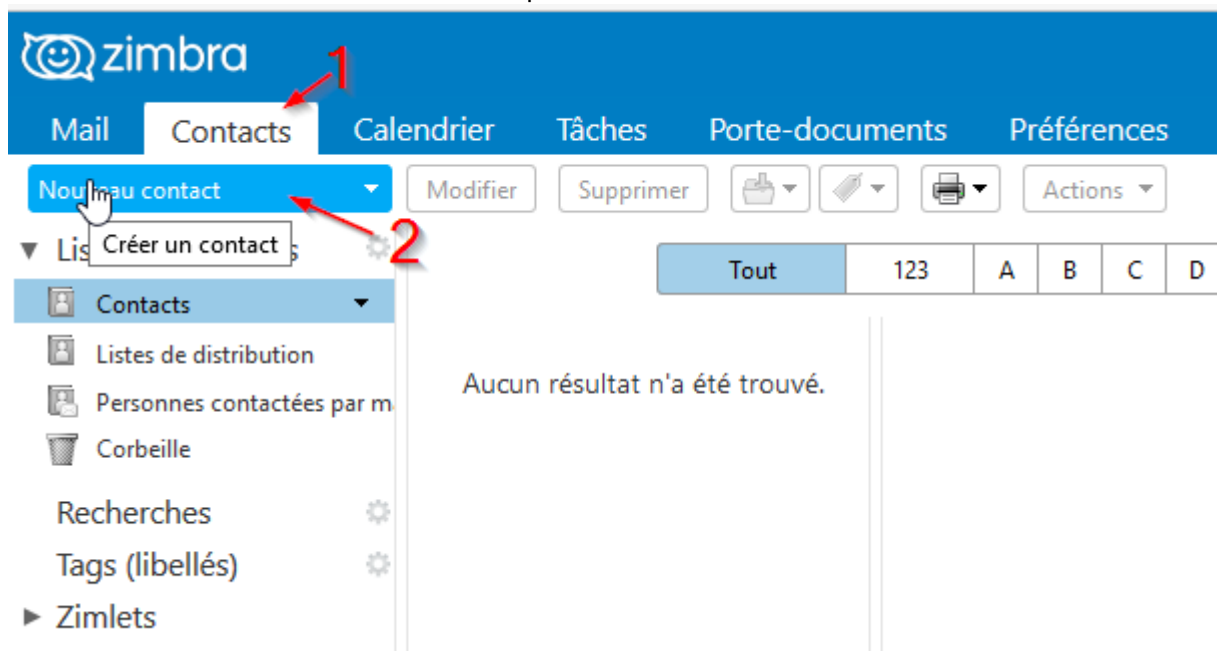 zimbra
1
Mail Contacts Calendrier Tâches Porte-documents Préférences
contact Modifier Supprimer Actions
Créer un contact
2
Tout 123 A B C D
Contacts
Listes de distribution
Personnes contactées par m
Aucun résultat n'a été trouvé.
Corbeille
Recherches
Tags (libellés)
Zimlets